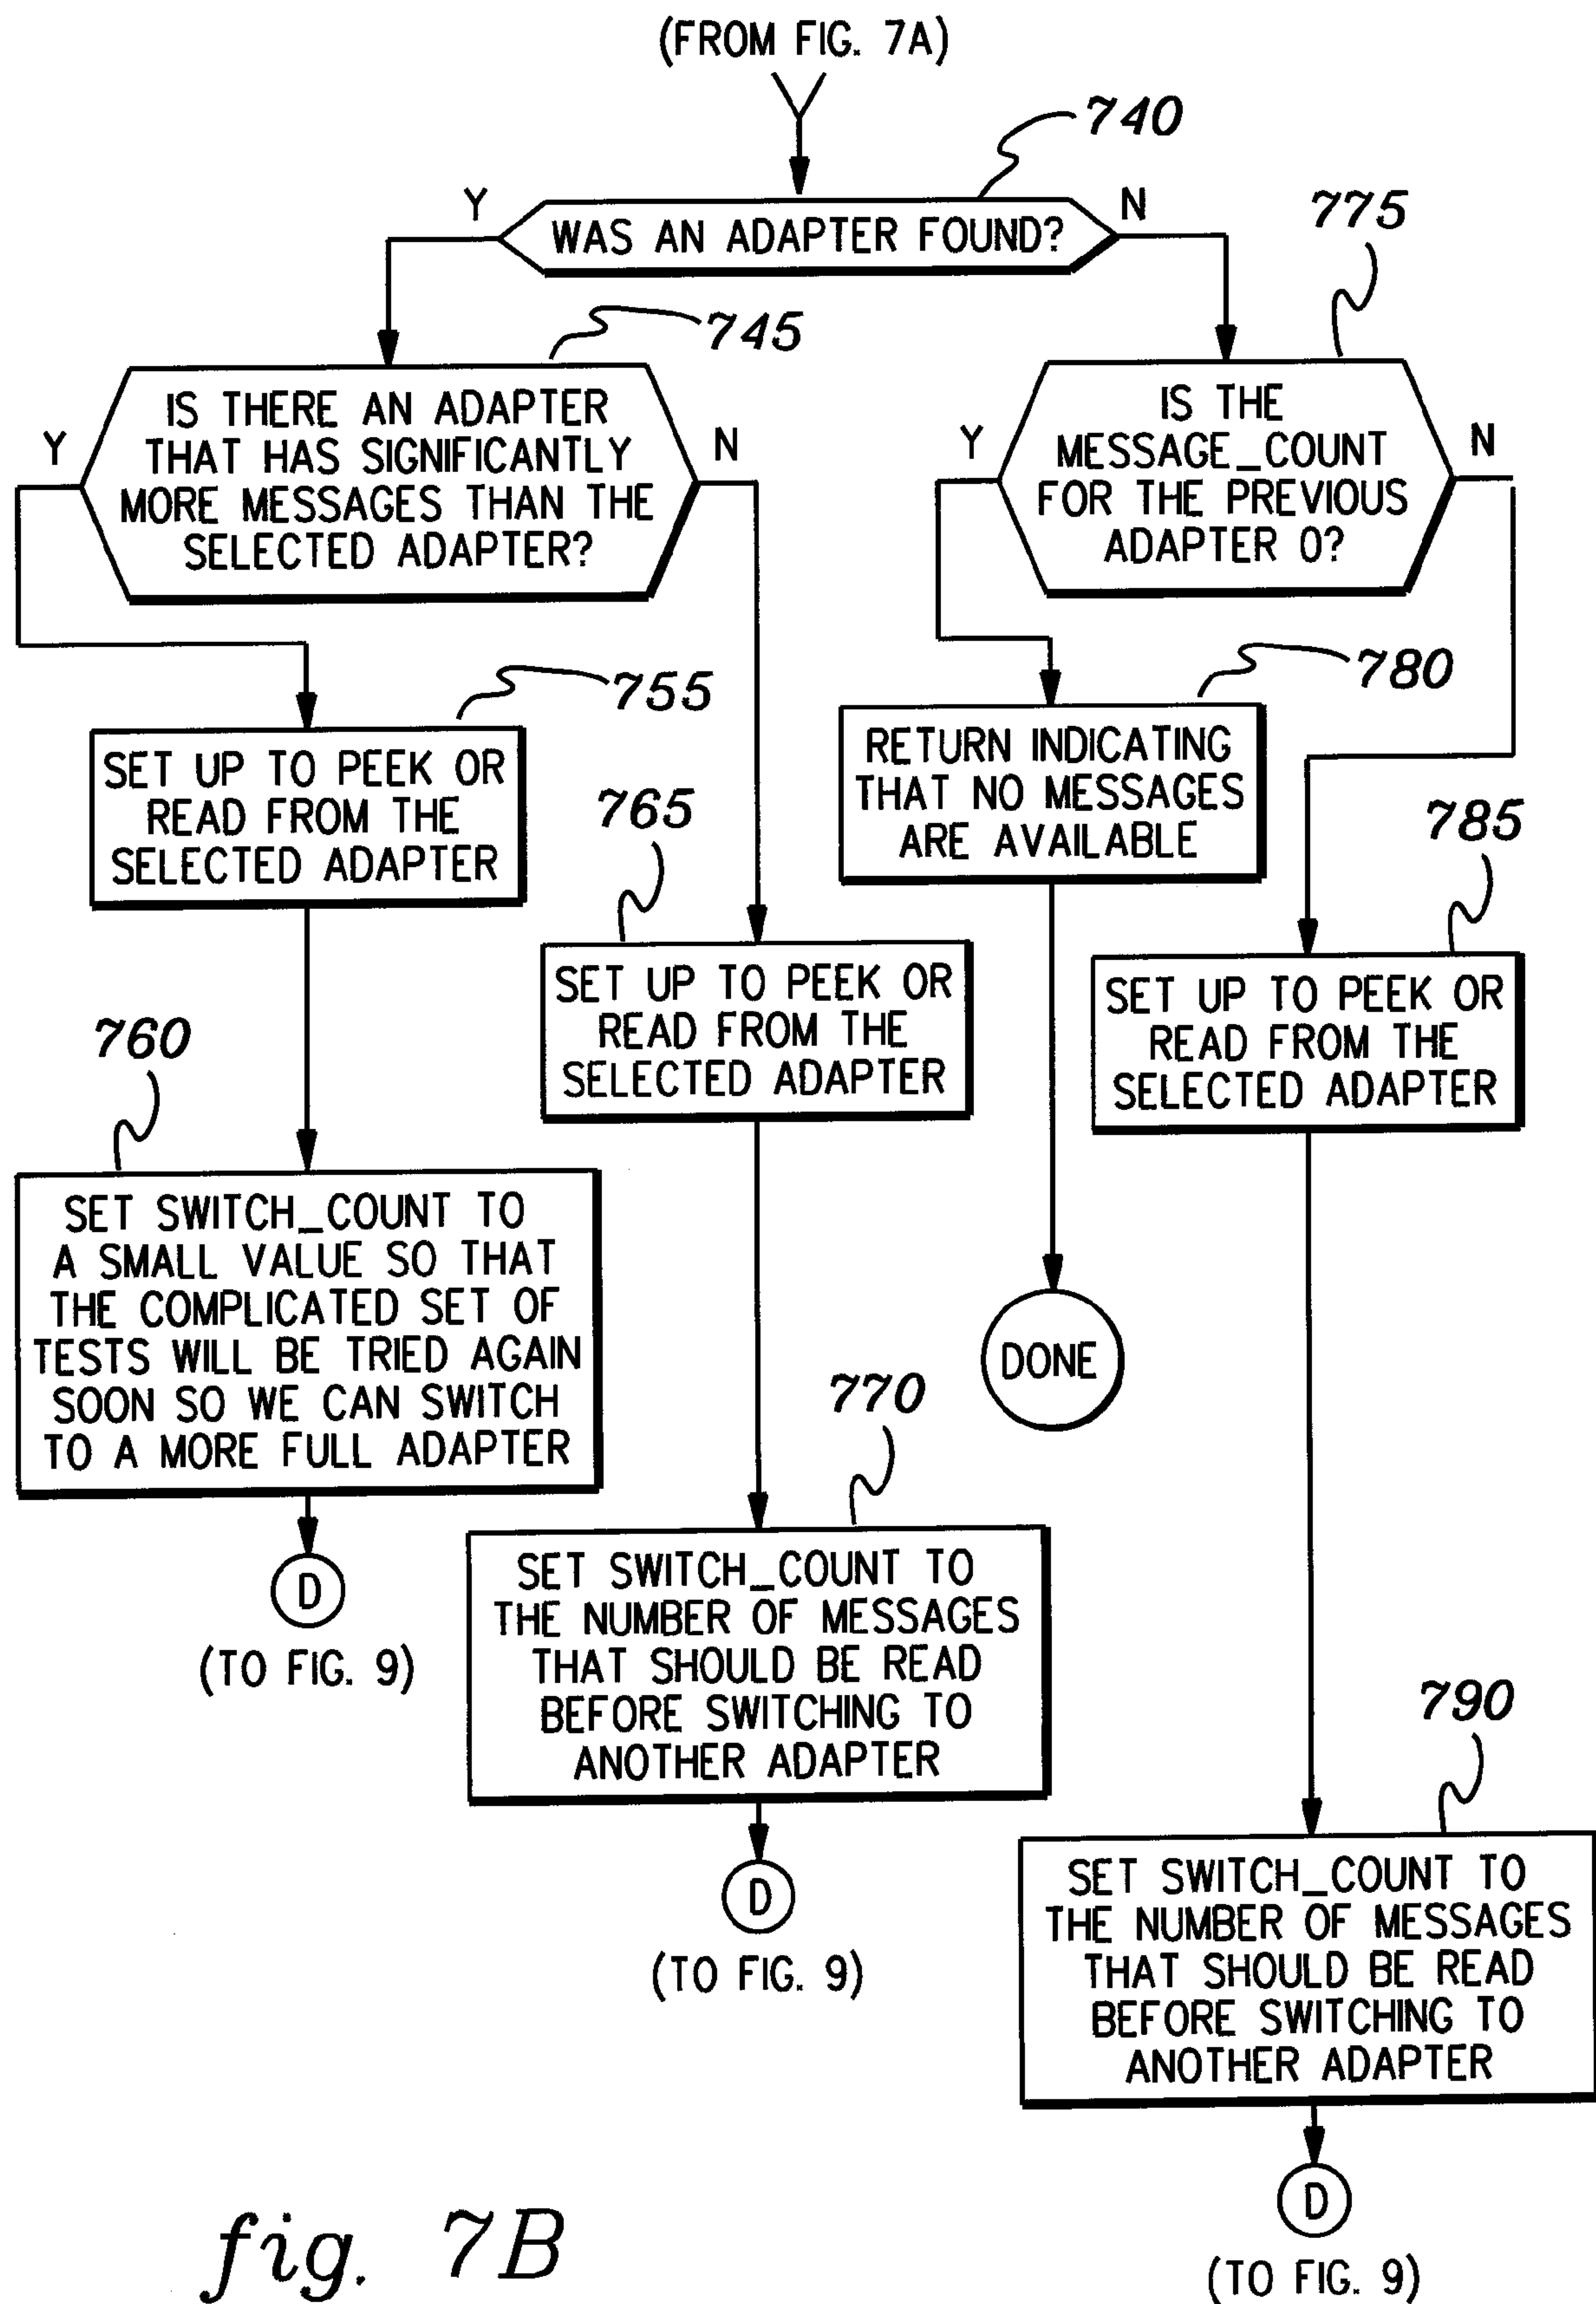 (FROM FIG. 7A)
740
Y
WAS AN ADAPTER FOUND?
N
775
745
Y
IS THERE AN ADAPTER
THAT HAS SIGNIFICANTLY
MORE MESSAGES THAN THE
SELECTED ADAPTER?
N
Y
IS THE
MESSAGE_COUNT
FOR THE PREVIOUS
ADAPTER 0?
N
755
SET UP TO PEEK OR
READ FROM THE
SELECTED ADAPTER
765
780
RETURN INDICATING
THAT NO MESSAGES
ARE AVAILABLE
785
SET UP TO PEEK OR
READ FROM THE
SELECTED ADAPTER
SET UP TO PEEK OR
READ FROM THE
SELECTED ADAPTER
760
SET SWITCH_COUNT TO
A SMALL VALUE SO THAT
THE COMPLICATED SET OF
TESTS WILL BE TRIED AGAIN
SOON SO WE CAN SWITCH
TO A MORE FULL ADAPTER
DONE
770
D
(TO FIG. 9)
SET SWITCH_COUNT TO
THE NUMBER OF MESSAGES
THAT SHOULD BE READ
BEFORE SWITCHING TO
ANOTHER ADAPTER
790
D
(TO FIG. 9)
SET SWITCH_COUNT TO
THE NUMBER OF MESSAGES
THAT SHOULD BE READ
BEFORE SWITCHING TO
ANOTHER ADAPTER
D
(TO FIG. 9)
fig. 7B